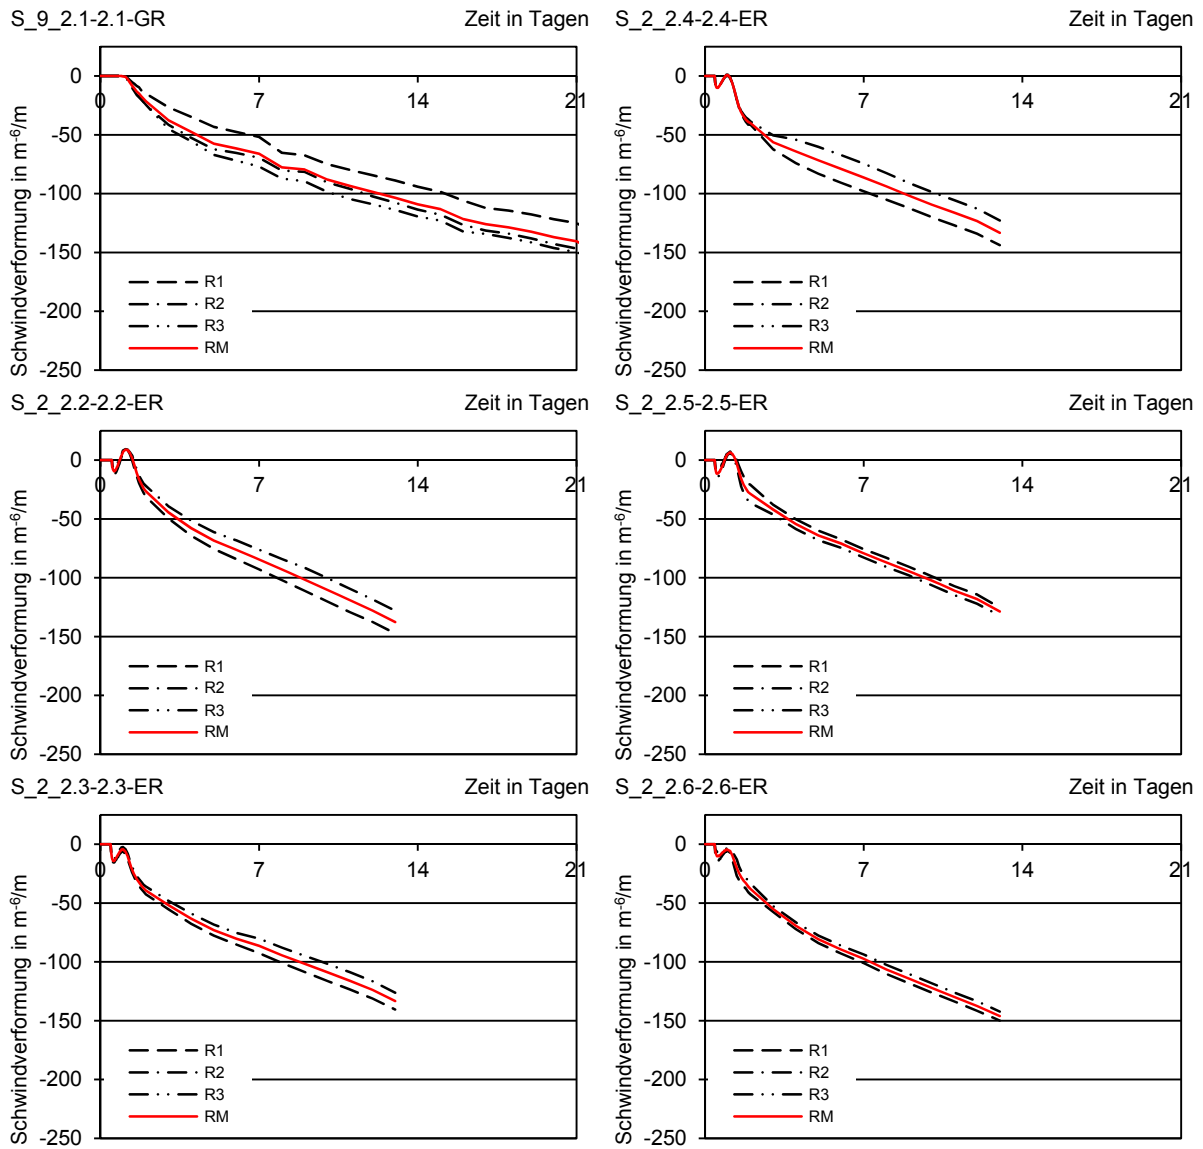 S_9_2.1-2.1-GR Zeit in Tagen
Schwindverformung in m⁻⁶/m
0
-50
-100
-150
-200
-250
0 7 14 21
R1
R2
R3
RM
S_2_2.4-2.4-ER Zeit in Tagen
Schwindverformung in m⁻⁶/m
0
-50
-100
-150
-200
-250
0 7 14 21
R1
R2
R3
RM
S_2_2.2-2.2-ER Zeit in Tagen
Schwindverformung in m⁻⁶/m
0
-50
-100
-150
-200
-250
0 7 14 21
R1
R2
R3
RM
S_2_2.5-2.5-ER Zeit in Tagen
Schwindverformung in m⁻⁶/m
0
-50
-100
-150
-200
-250
0 7 14 21
R1
R2
R3
RM
S_2_2.3-2.3-ER Zeit in Tagen
Schwindverformung in m⁻⁶/m
0
-50
-100
-150
-200
-250
0 7 14 21
R1
R2
R3
RM
S_2_2.6-2.6-ER Zeit in Tagen
Schwindverformung in m⁻⁶/m
0
-50
-100
-150
-200
-250
0 7 14 21
R1
R2
R3
RM